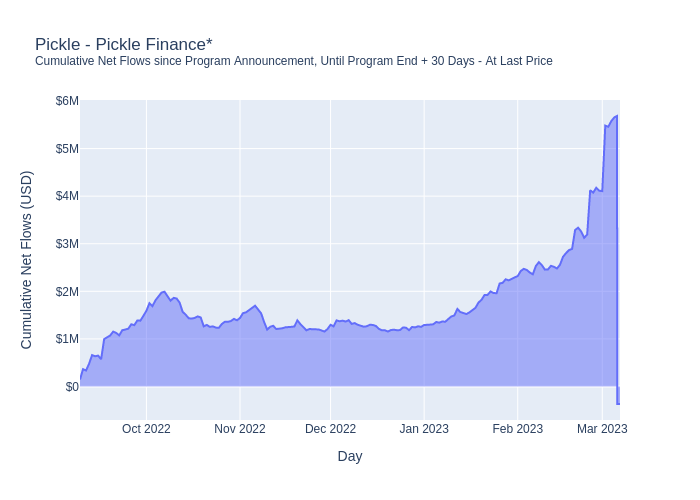 Pickle - Pickle Finance*
Cumulative Net Flows since Program Announcement, Until Program End + 30 Days - At Last Price
Cumulative Net Flows (USD)
$6M
$5M
$4M
$3M
$2M
$1M
$0
Oct 2022
Nov 2022
Dec 2022
Jan 2023
Feb 2023
Mar 2023
Day